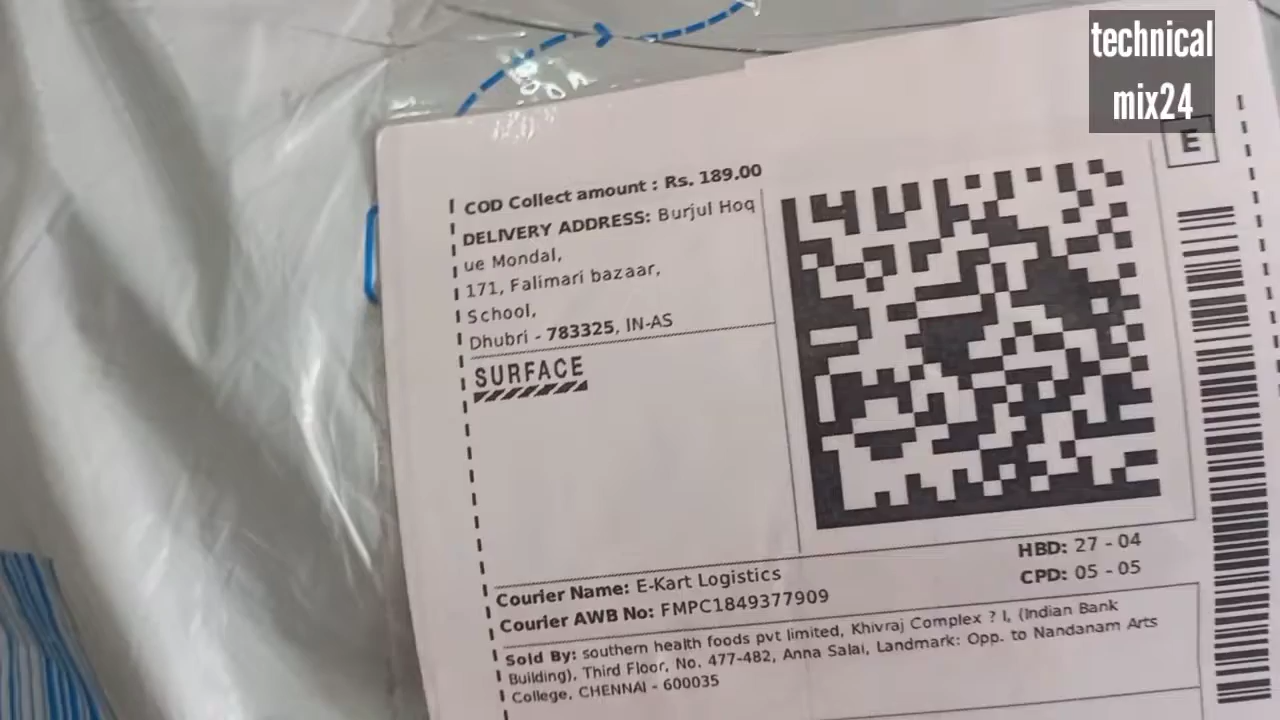 technical
mix24
E
COD Collect amount : Rs. 189.00
DELIVERY ADDRESS: Burjul Hoq
ue Mondal,
171, Falimari bazaar,
School,
Dhubri - 783325, IN-AS
SURFACE
HBD: 27 - 04
CPD: 05 - 05
Courier Name: E-Kart Logistics
Courier AWB No: FMPC1849377909
Sold By: southern health foods pvt limited, Khivraj Complex ? I, (Indian Bank
Building), Third Floor, No. 477-482, Anna Salai, Landmark: Opp. to Nandanam Arts
College, CHENNAI - 600035